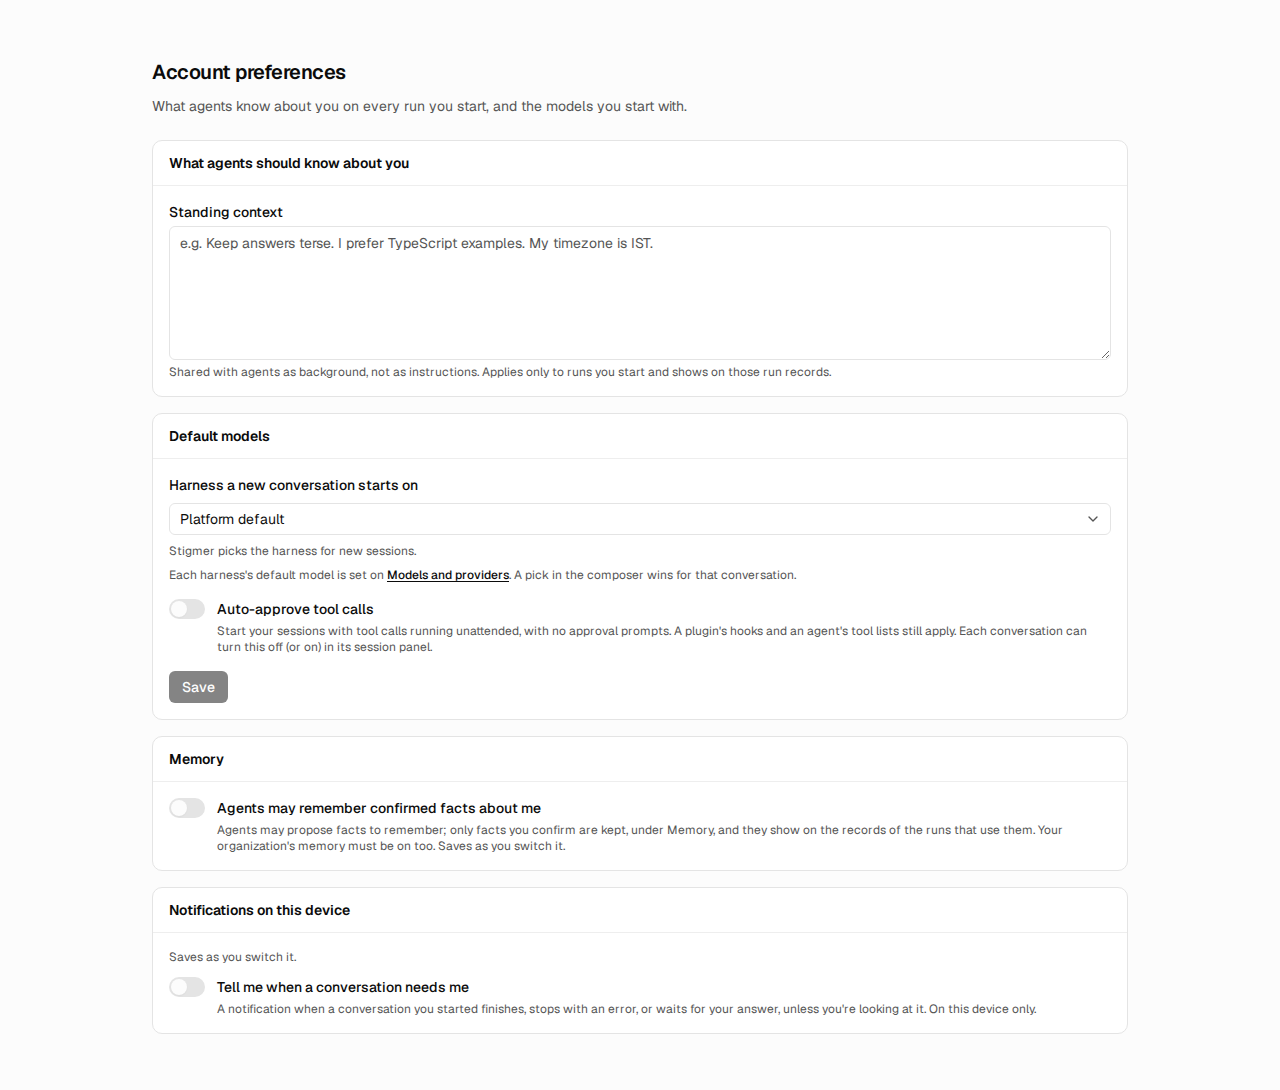 Account preferences
What agents know about you on every run you start, and the models you start with.
What agents should know about you
Standing context
e.g. Keep answers terse. I prefer TypeScript examples. My timezone is IST.
Shared with agents as background, not as instructions. Applies only to runs you start and shows on those run records.
Default models
Harness a new conversation starts on
Platform default
Stigmer picks the harness for new sessions.
Each harness's default model is set on Models and providers. A pick in the composer wins for that conversation.
Auto-approve tool calls
Start your sessions with tool calls running unattended, with no approval prompts. A plugin's hooks and an agent's tool lists still apply. Each conversation can
turn this off (or on) in its session panel.
Save
Memory
Agents may remember confirmed facts about me
Agents may propose facts to remember; only facts you confirm are kept, under Memory, and they show on the records of the runs that use them. Your
organization's memory must be on too. Saves as you switch it.
Notifications on this device
Saves as you switch it.
Tell me when a conversation needs me
A notification when a conversation you started finishes, stops with an error, or waits for your answer, unless you're looking at it. On this device only.